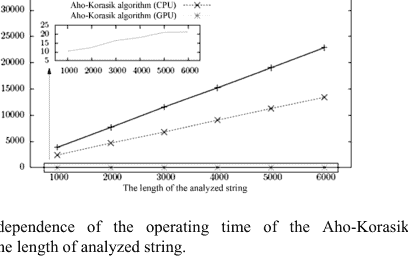 Aho-Korasik algorithm (CPU)
Aho-Korasik algorithm (GPU)
30000
25000
20000
15000
10000
5000
0
25
20
15
10
5
1000 2000 3000 4000 5000 6000
1000 2000 3000 4000 5000 6000
The length of the analyzed string
dependence of the operating time of the Aho-Korasik
he length of analyzed string.